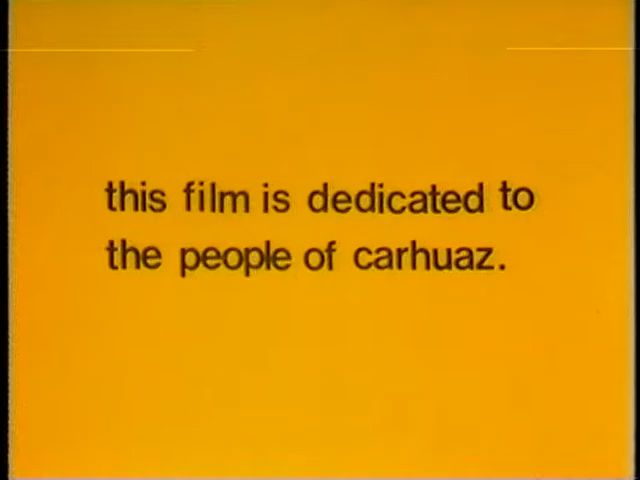 this film is dedicated to
the people of carhuaz.